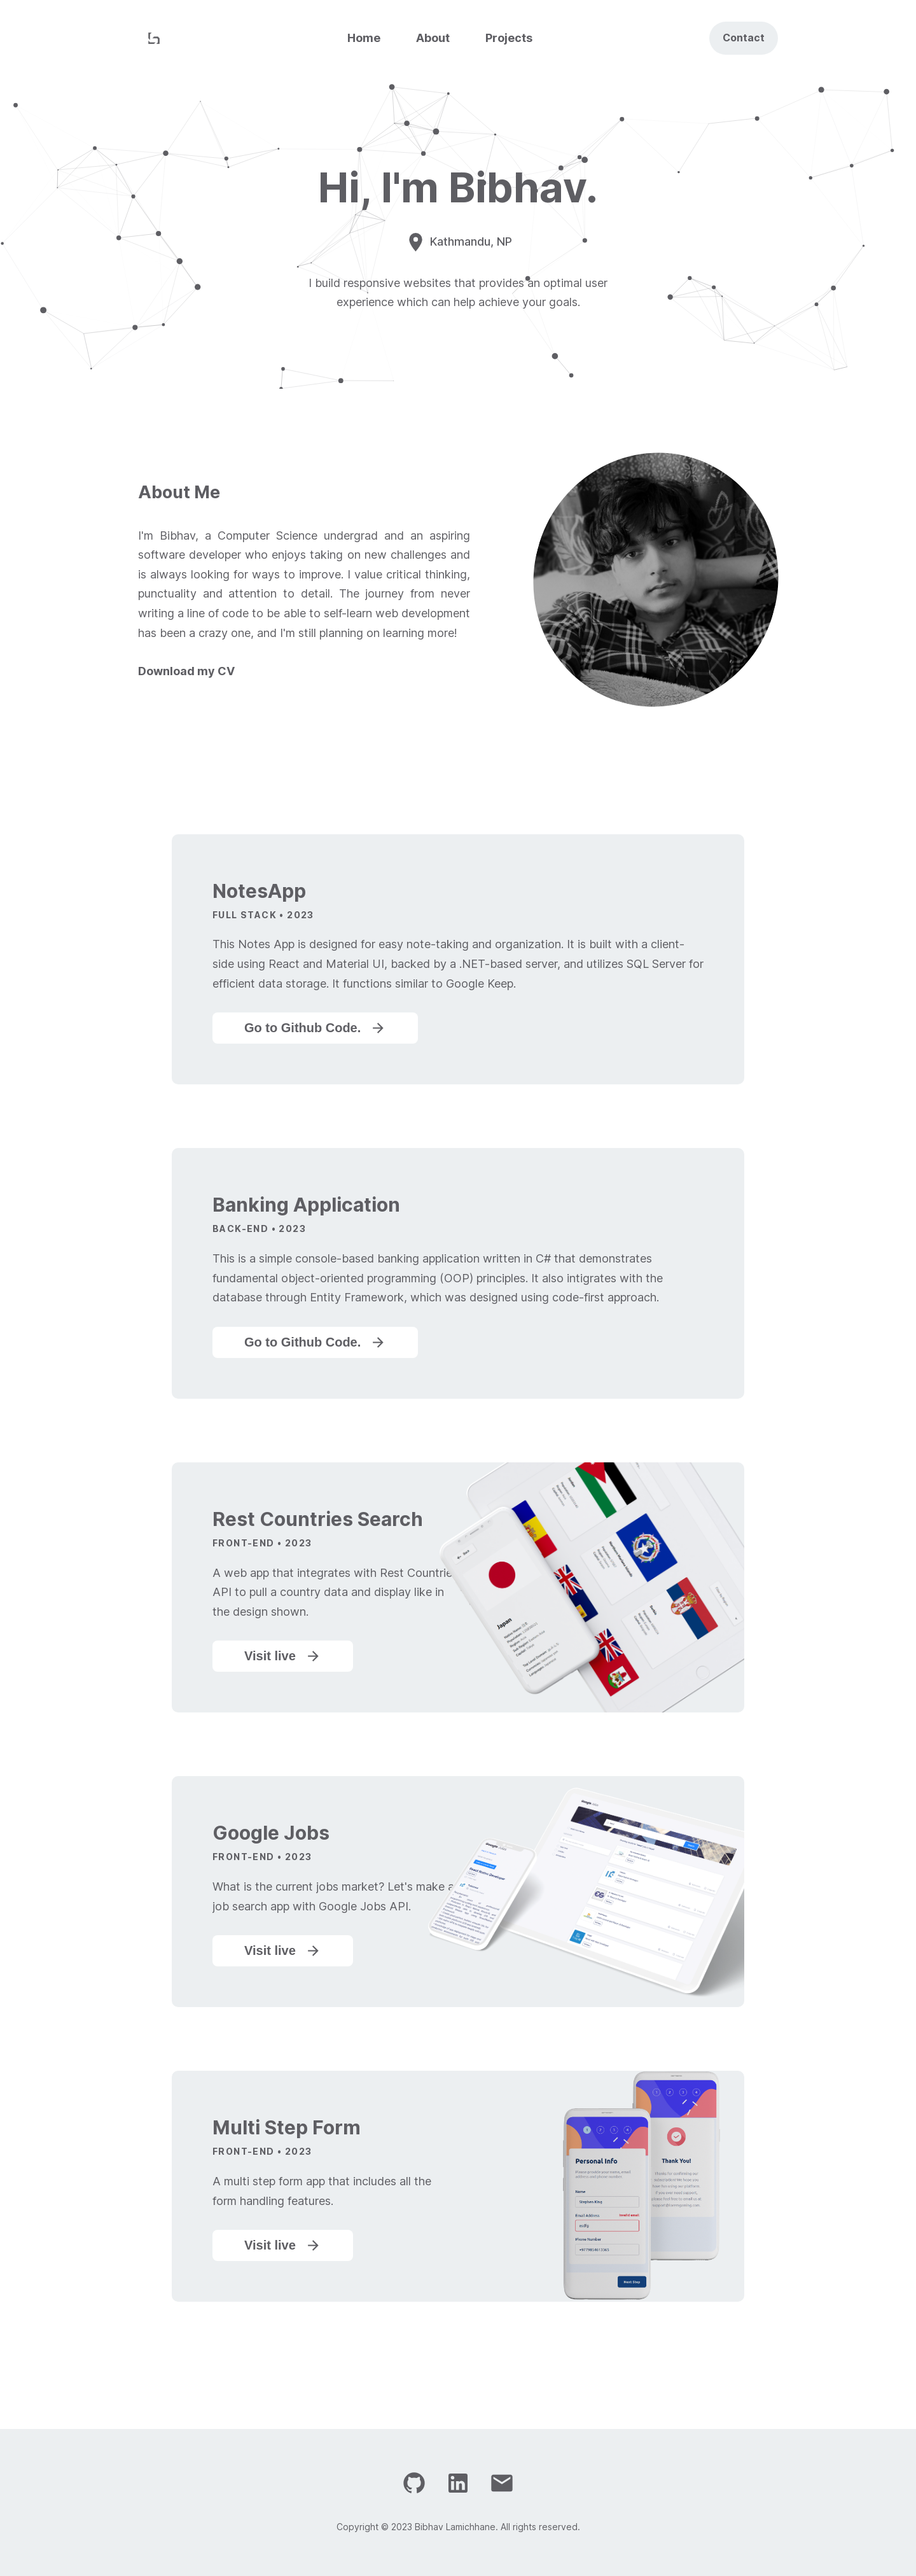 Home About Projects Contact
Hi, I'm Bibhav.
Kathmandu, NP
I build responsive websites that provides an optimal user
experience which can help achieve your goals.
About Me
I'm Bibhav, a Computer Science undergrad and an aspiring
software developer who enjoys taking on new challenges and
is always looking for ways to improve. I value critical thinking,
punctuality and attention to detail. The journey from never
writing a line of code to be able to self-learn web development
has been a crazy one, and I'm still planning on learning more!
Download my CV
NotesApp
FULL STACK • 2023
This Notes App is designed for easy note-taking and organization. It is built with a client-
side using React and Material UI, backed by a .NET-based server, and utilizes SQL Server for
efficient data storage. It functions similar to Google Keep.
Go to Github Code.
Banking Application
BACK-END • 2023
This is a simple console-based banking application written in C# that demonstrates
fundamental object-oriented programming (OOP) principles. It also intigrates with the
database through Entity Framework, which was designed using code-first approach.
Go to Github Code.
Rest Countries Search
FRONT-END • 2023
A web app that integrates with Rest Countrie
API to pull a country data and display like in
the design shown.
Visit live
Japan
Google Jobs
FRONT-END • 2023
What is the current jobs market? Let's make a
job search app with Google Jobs API.
Visit live
Multi Step Form
FRONT-END • 2023
A multi step form app that includes all the
form handling features.
Visit live
Personal Info
Name
Stephen King
Email Address
Phone Number
Next Step
Thank You!
Copyright © 2023 Bibhav Lamichhane. All rights reserved.